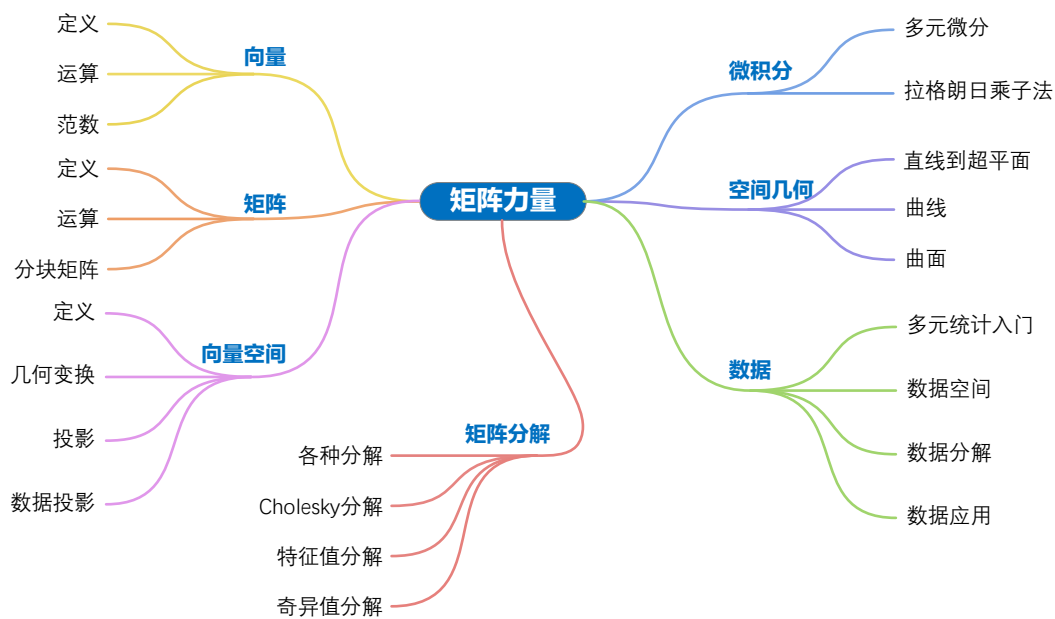 矩阵力量
向量
定义
运算
范数
矩阵
定义
运算
分块矩阵
向量空间
定义
几何变换
投影
数据投影
矩阵分解
各种分解
Cholesky分解
特征值分解
奇异值分解
微积分
多元微分
拉格朗日乘子法
空间几何
直线到超平面
曲线
曲面
数据
多元统计入门
数据空间
数据分解
数据应用